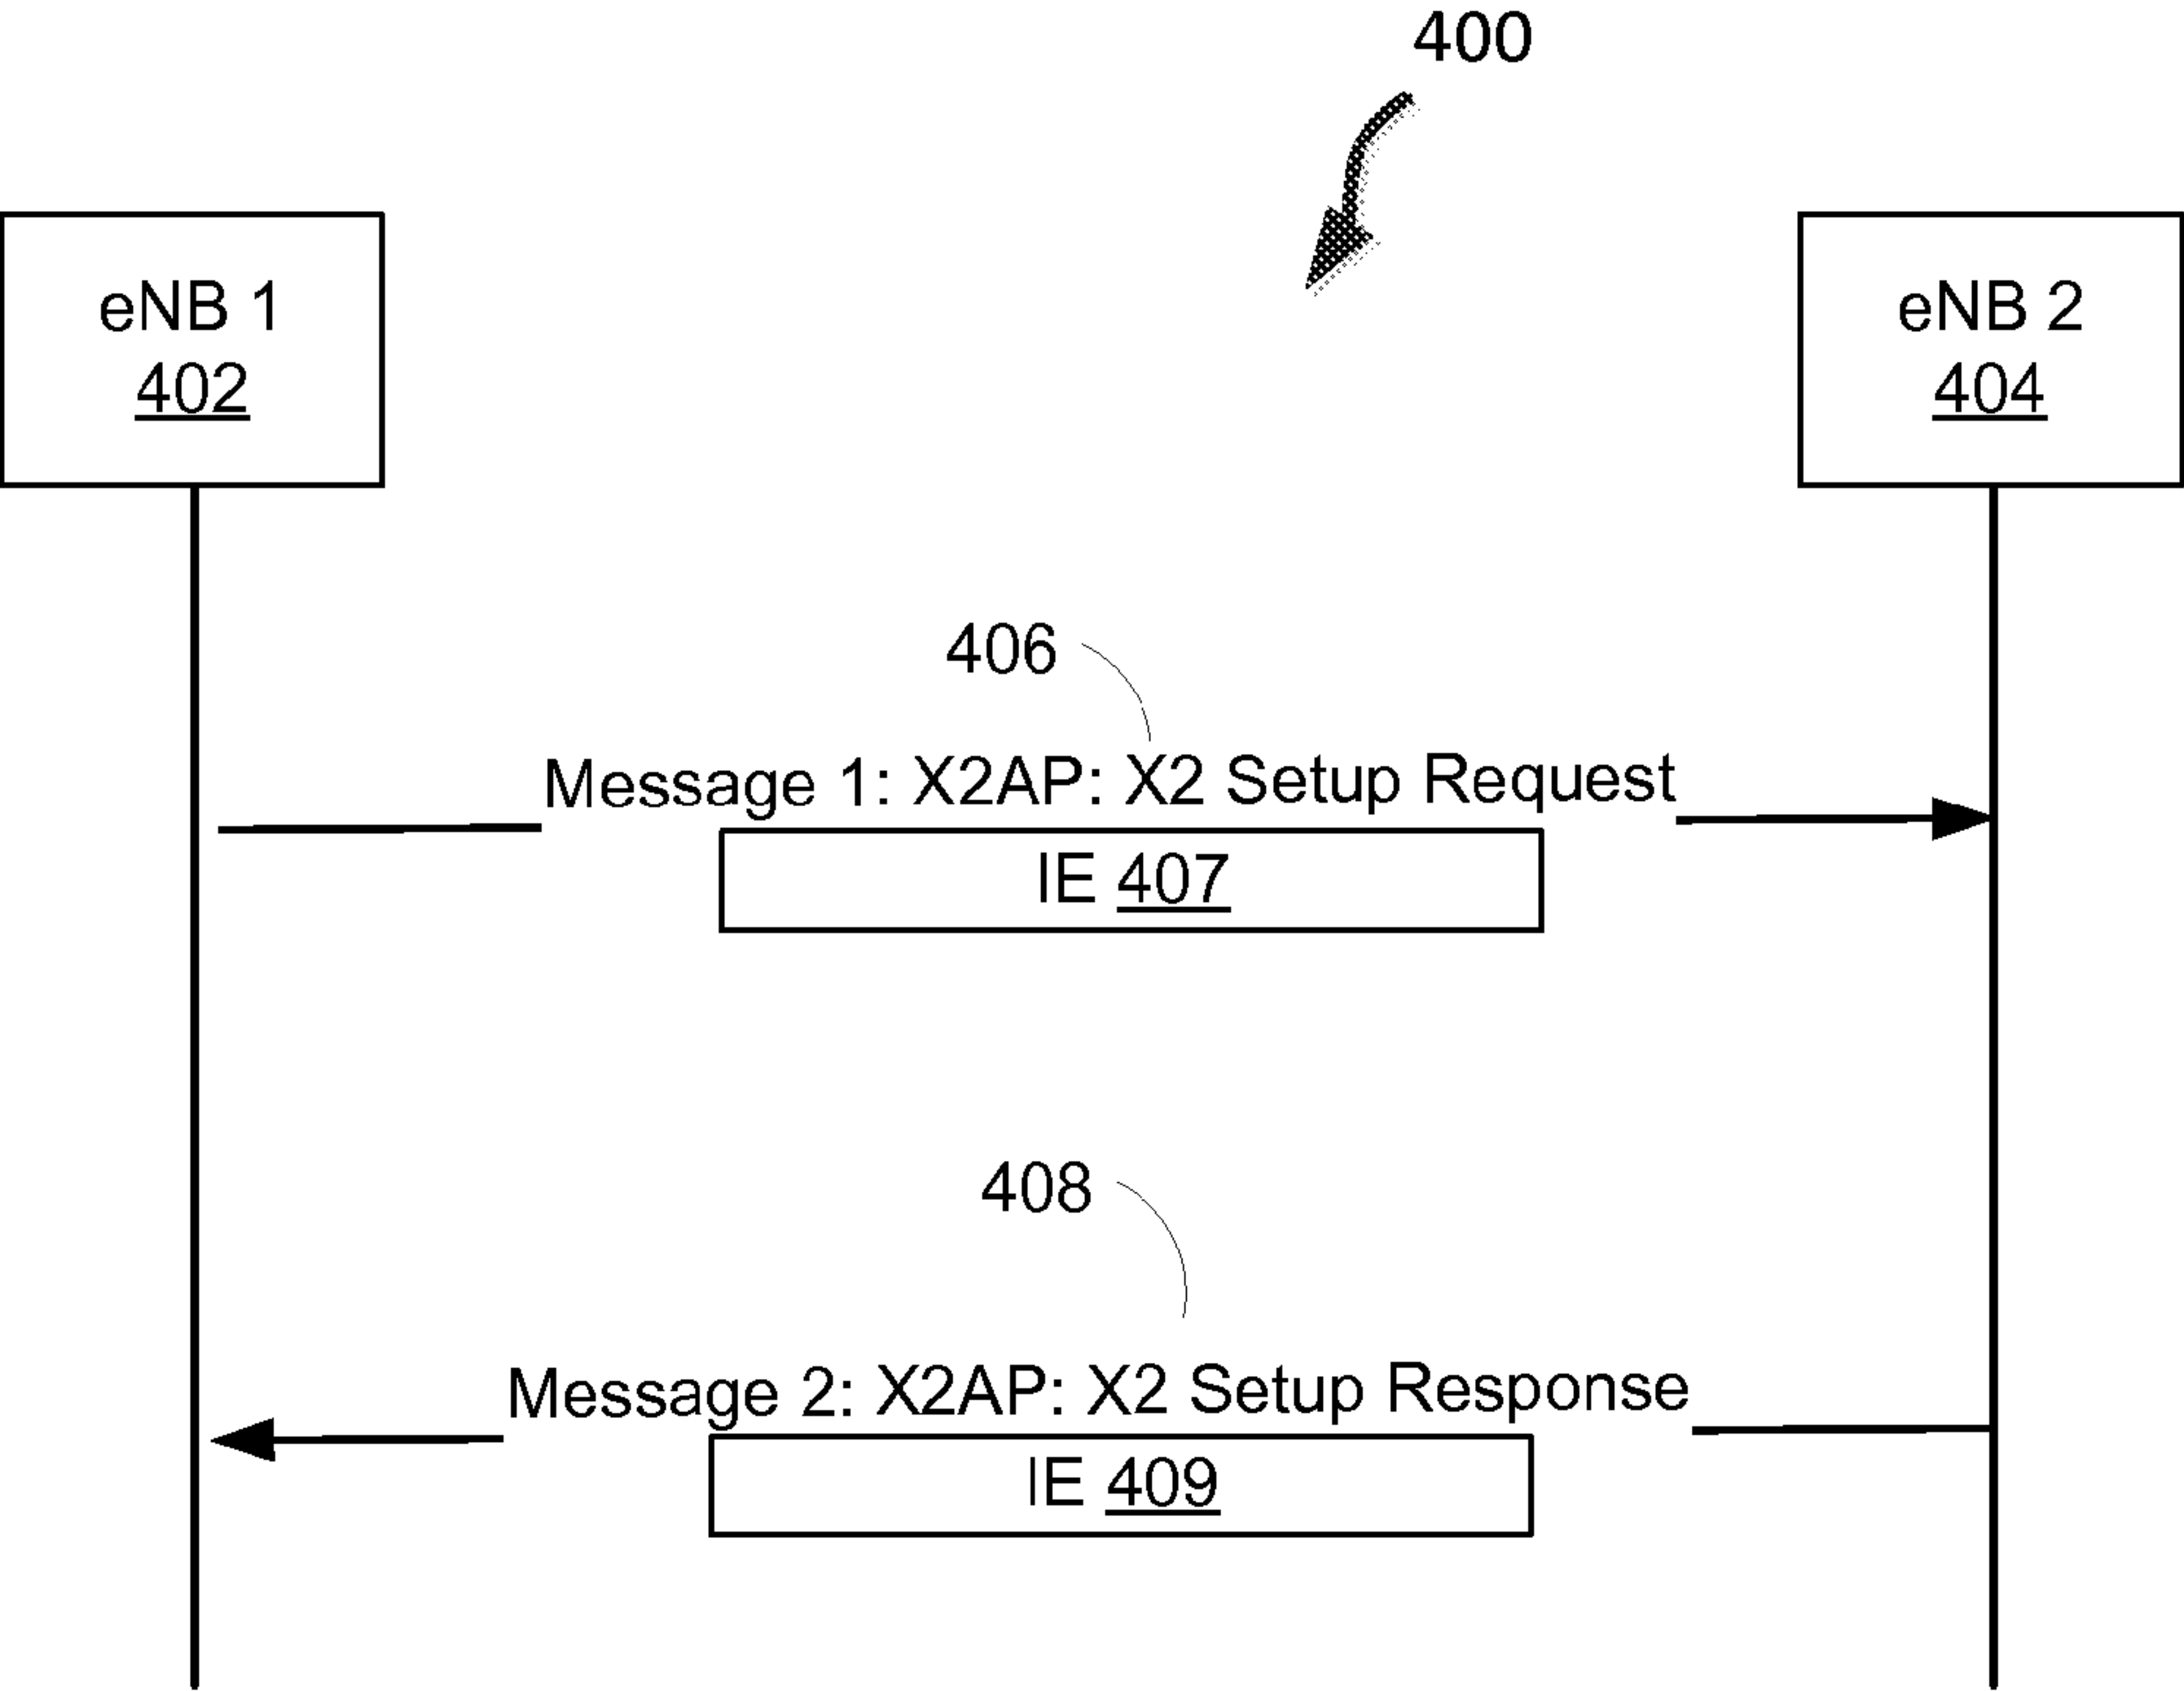 400
eNB 1
402
eNB 2
404
406
Message 1: X2AP: X2 Setup Request
IE 407
408
Message 2: X2AP: X2 Setup Response
IE 409